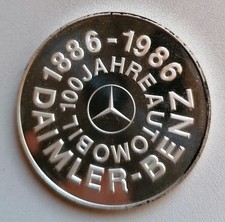 1886-1986
DAIMLER-BENZ
100 JAHRE AUTOMOBIL